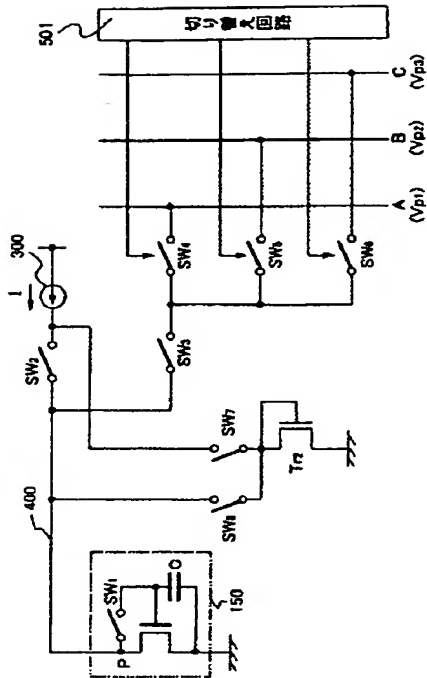 501
切り替え回路
C
(Vp3)
B
(Vp2)
A
(Vp1)
300
I
SW2
SW3
SW4
SW5
SW6
SW7
SW8
Tr2
400
SW1
P
C
150